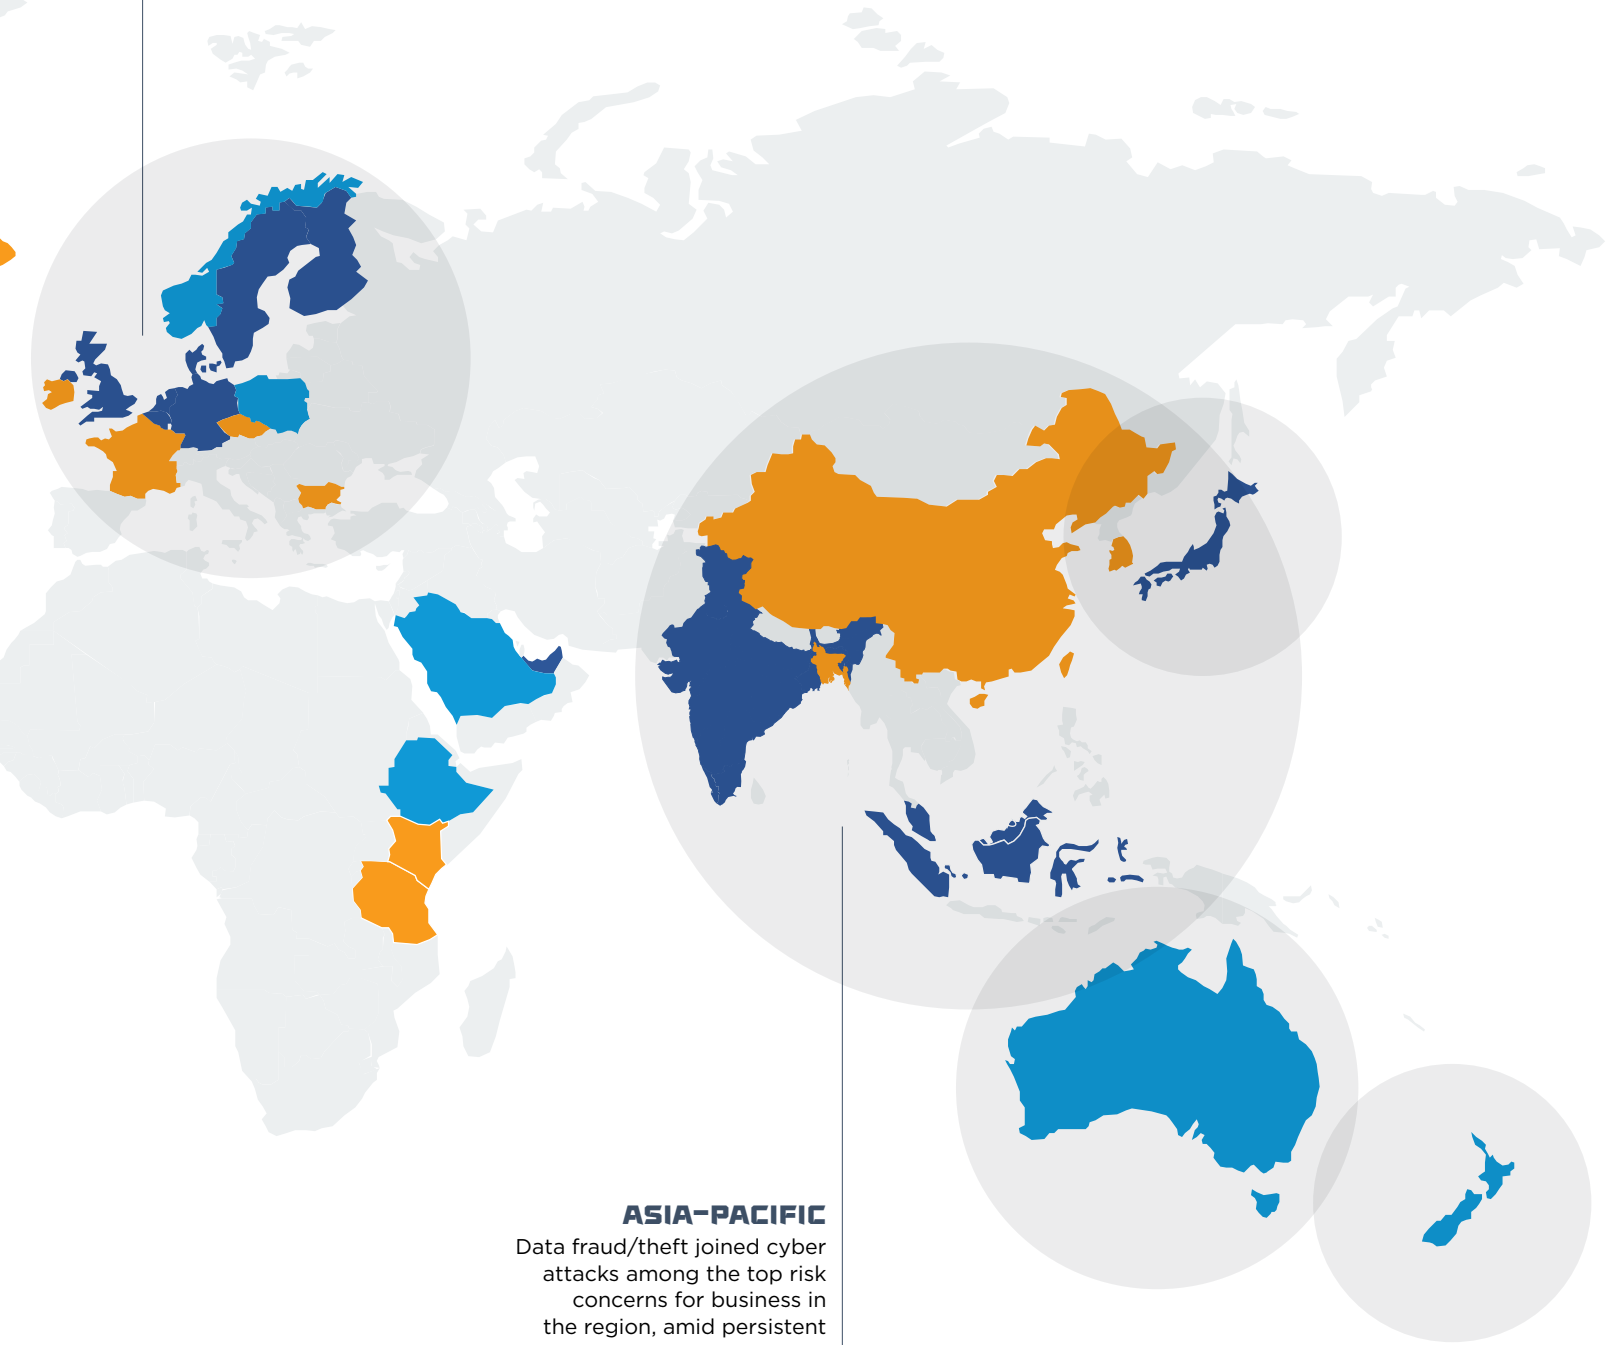 ASIA-PACIFIC
Data fraud/theft joined cyber
attacks among the top risk
concerns for business in
the region, amid persistent